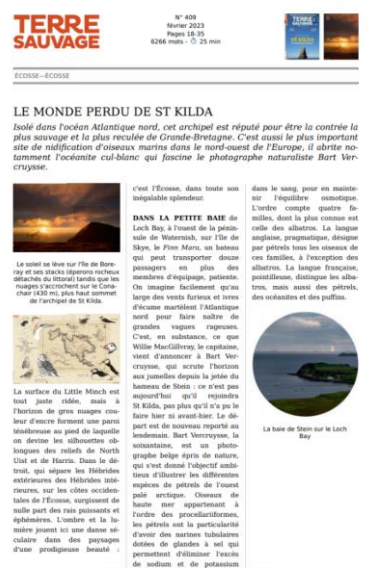 TERRE
SAUVAGE
N° 409
février 2023
Pages 18-35
6266 mots - 25 min
ÉCOSSE—ÉCOSSE
LE MONDE PERDU DE ST KILDA
Isolé dans l'océan Atlantique nord, cet archipel est réputé pour être la contrée la
plus sauvage et la plus reculée de Grande-Bretagne. C'est aussi le plus important
site de nidification d'oiseaux marins dans le nord-ouest de l'Europe, il abrite no-
tamment l'océanite cul-blanc qui fascine le photographe naturaliste Bart Ver-
cruysse.
Le soleil se lève sur l'île de Bore-
ray et ses stacks (éperons rocheux
détachés du littoral) tandis que les
nuages s'accrochent sur le Cona-
chair (430 m), plus haut sommet
de l'archipel de St Kilda.
La surface du Little Minch est
tout juste ridée, mais à
l'horizon de gros nuages cou-
leur d'encre forment une paroi
ténébreuse au pied de laquelle
on devine les silhouettes ob-
longues des reliefs de North
Uist et de Harris. Dans le dé-
troit, qui sépare les Hébrides
extérieures des Hébrides inté-
rieures, sur les côtes occiden-
tales de l'Écosse, surgissent de
nulle part des rais puissants et
éphémères. L'ombre et la lu-
mière jouent ici une danse sé-
culaire dans des paysages
d'une prodigieuse beauté :
c'est l'Écosse, dans toute son
inégalable splendeur.
DANS LA PETITE BAIE de
Loch Bay, à l'ouest de la pénin-
sule de Waternish, sur l'île de
Skye, le Finn Mara, un bateau
qui peut transporter douze
passagers en plus des
membres d'équipage, patiente.
On imagine facilement qu'au
large des vents furieux et ivres
d'écume martèlent l'Atlantique
nord pour faire naître de
grandes vagues rageuses.
C'est, en substance, ce que
Willie MacGillvray, le capitaine,
vient d'annoncer à Bart Ver-
cruysse, qui scrute l'horizon
aux jumelles depuis la jetée du
hameau de Stein : ce n'est pas
aujourd'hui qu'il rejoindra
St Kilda, pas plus qu'il n'a pu le
faire hier ni avant-hier. Le dé-
part est de nouveau reporté au
lendemain. Bart Vercruysse, la
soixantaine, est un photo-
graphe belge épris de nature,
qui s'est donné l'objectif ambi-
tieux d'illustrer les différentes
espèces de pétrels de l'ouest
palé arctique. Oiseaux de
haute mer appartenant à
l'ordre des procellariiformes,
les pétrels ont la particularité
d'avoir des narines tubulaires
dotées de glandes à sel qui
permettent d'éliminer l'excès
de sodium et de potassium
dans le sang, pour en mainte-
nir l'équilibre osmotique.
L'ordre compte quatre fa-
milles, dont la plus connue est
celle des albatros. La langue
anglaise, pragmatique, désigne
par pétrels tous les oiseaux de
ces familles, à l'exception des
albatros. La langue française,
pointilleuse, distingue les alba-
tros, mais aussi des pétrels,
des océanites et des puffins.
La baie de Stein sur le Loch
Bay